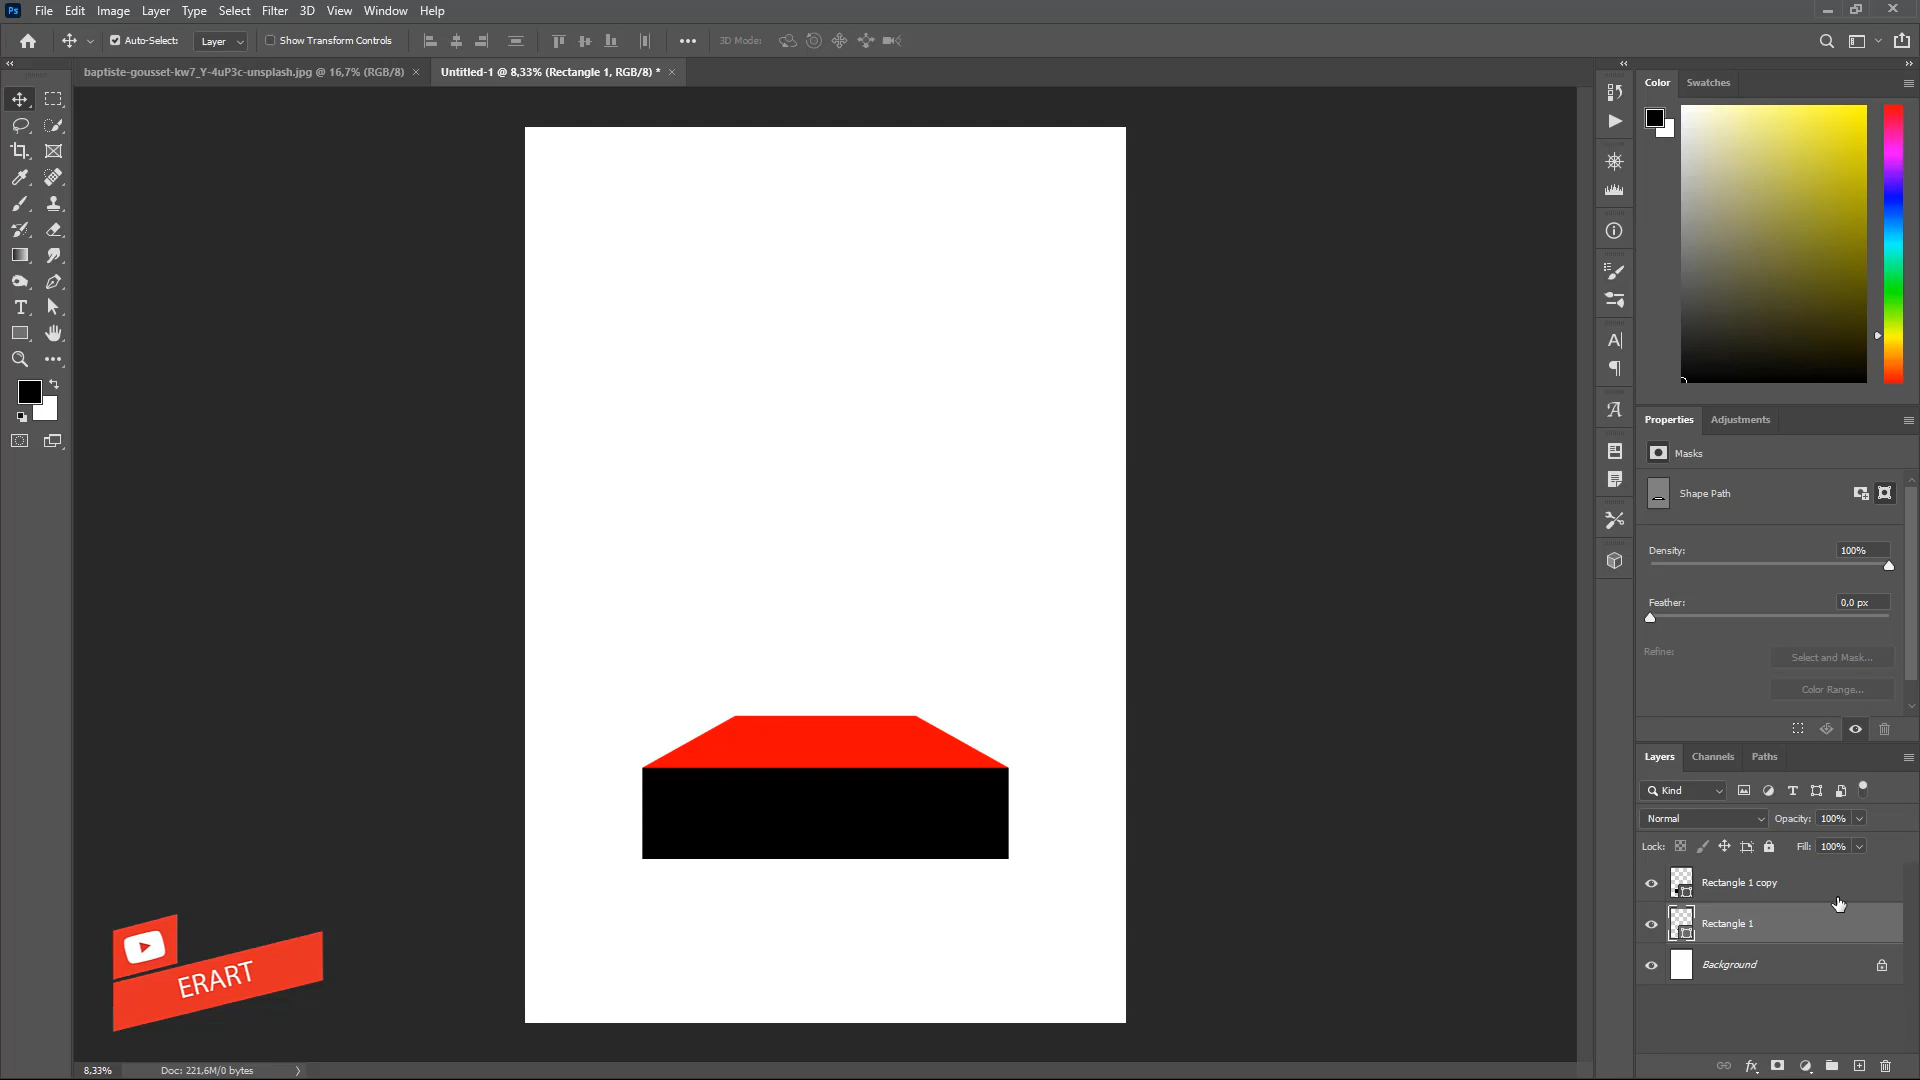 Ps File Edit Image Layer Type Select Filter 3D View Window Help
Auto-Select: Layer Show Transform Controls 3D Mode:
baptiste-gousset-kw7_Y-4uP3c-unsplash.jpg @ 16,7% (RGB/8) × Untitled-1 @ 8,33% (Rectangle 1, RGB/8) * ×
Color Swatches
Properties Adjustments
Masks
Shape Path
Density: 100%
Feather: 0,0 px
Refine: Select and Mask...
Color Range...
Layers Channels Paths
Kind
Normal Opacity: 100%
Lock: Fill: 100%
Rectangle 1 copy
Rectangle 1
Background
ERART
8,33% Doc: 221,6M/0 bytes